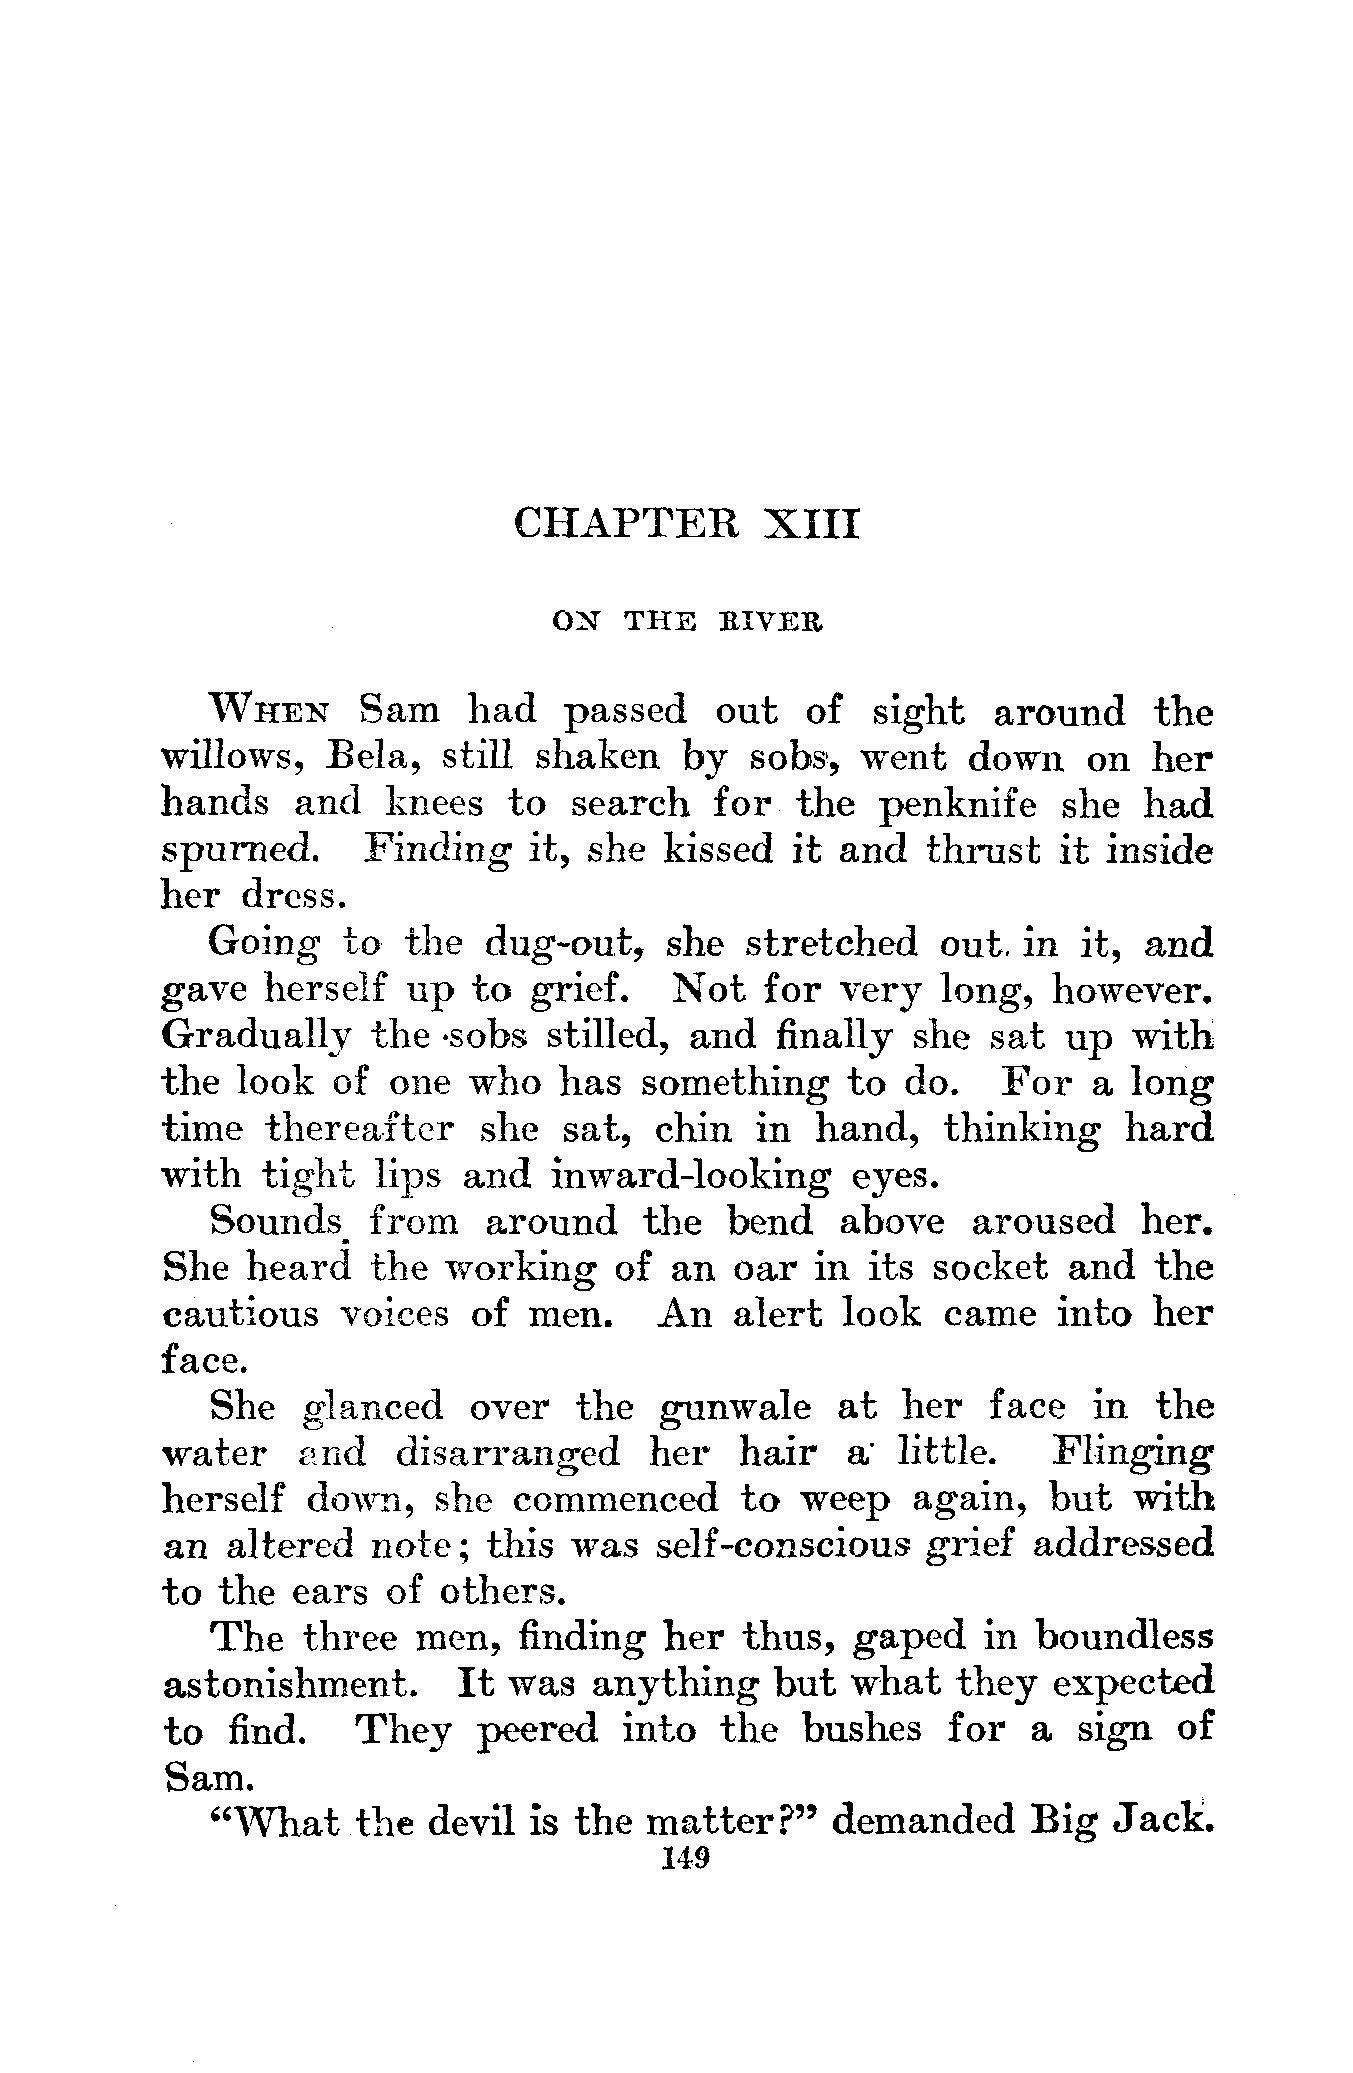 CHAPTER XIII
ON THE RIVER
WHEN Sam had passed out of sight around the
willows, Bela, still shaken by sobs, went down on her
hands and knees to search for the penknife she had
spurned. Finding it, she kissed it and thrust it inside
her dress.
Going to the dug-out, she stretched out in it, and
gave herself up to grief. Not for very long, however.
Gradually the sobs stilled, and finally she sat up with
the look of one who has something to do. For a long
time thereafter she sat, chin in hand, thinking hard
with tight lips and inward-looking eyes.
Sounds from around the bend above aroused her.
She heard the working of an oar in its socket and the
cautious voices of men. An alert look came into her
face.
She glanced over the gunwale at her face in the
water and disarranged her hair a little. Flinging
herself down, she commenced to weep again, but with
an altered note; this was self-conscious grief addressed
to the ears of others.
The three men, finding her thus, gaped in boundless
astonishment. It was anything but what they expected
to find. They peered into the bushes for a sign of
Sam.
“What the devil is the matter?” demanded Big Jack.
149